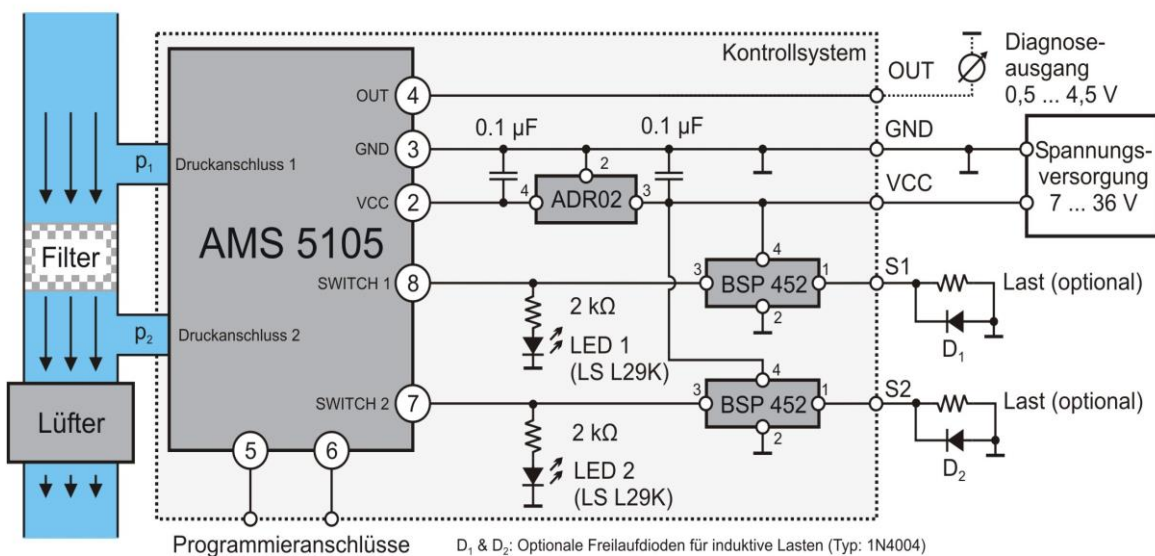 Kontrollsystem
Diagnose-
ausgang
0,5 ... 4,5 V
OUT
OUT
4
0.1 µF
0.1 µF
GND
GND
3
2
p₁
Druckanschluss 1
Spannungs-
versorgung
7 ... 36 V
VCC
VCC
2
4
ADR02
3
AMS 5105
Filter
4
SWITCH 1
8
3
BSP 452
1
S1
Last (optional)
2
2 kΩ
LED 1
(LS L29K)
D₁
p₂
Druckanschluss 2
4
SWITCH 2
7
3
BSP 452
1
S2
Last (optional)
2
2 kΩ
LED 2
(LS L29K)
D₂
Lüfter
5
6
Programmieranschlüsse
D₁ & D₂: Optionale Freilaufdioden für induktive Lasten (Typ: 1N4004)